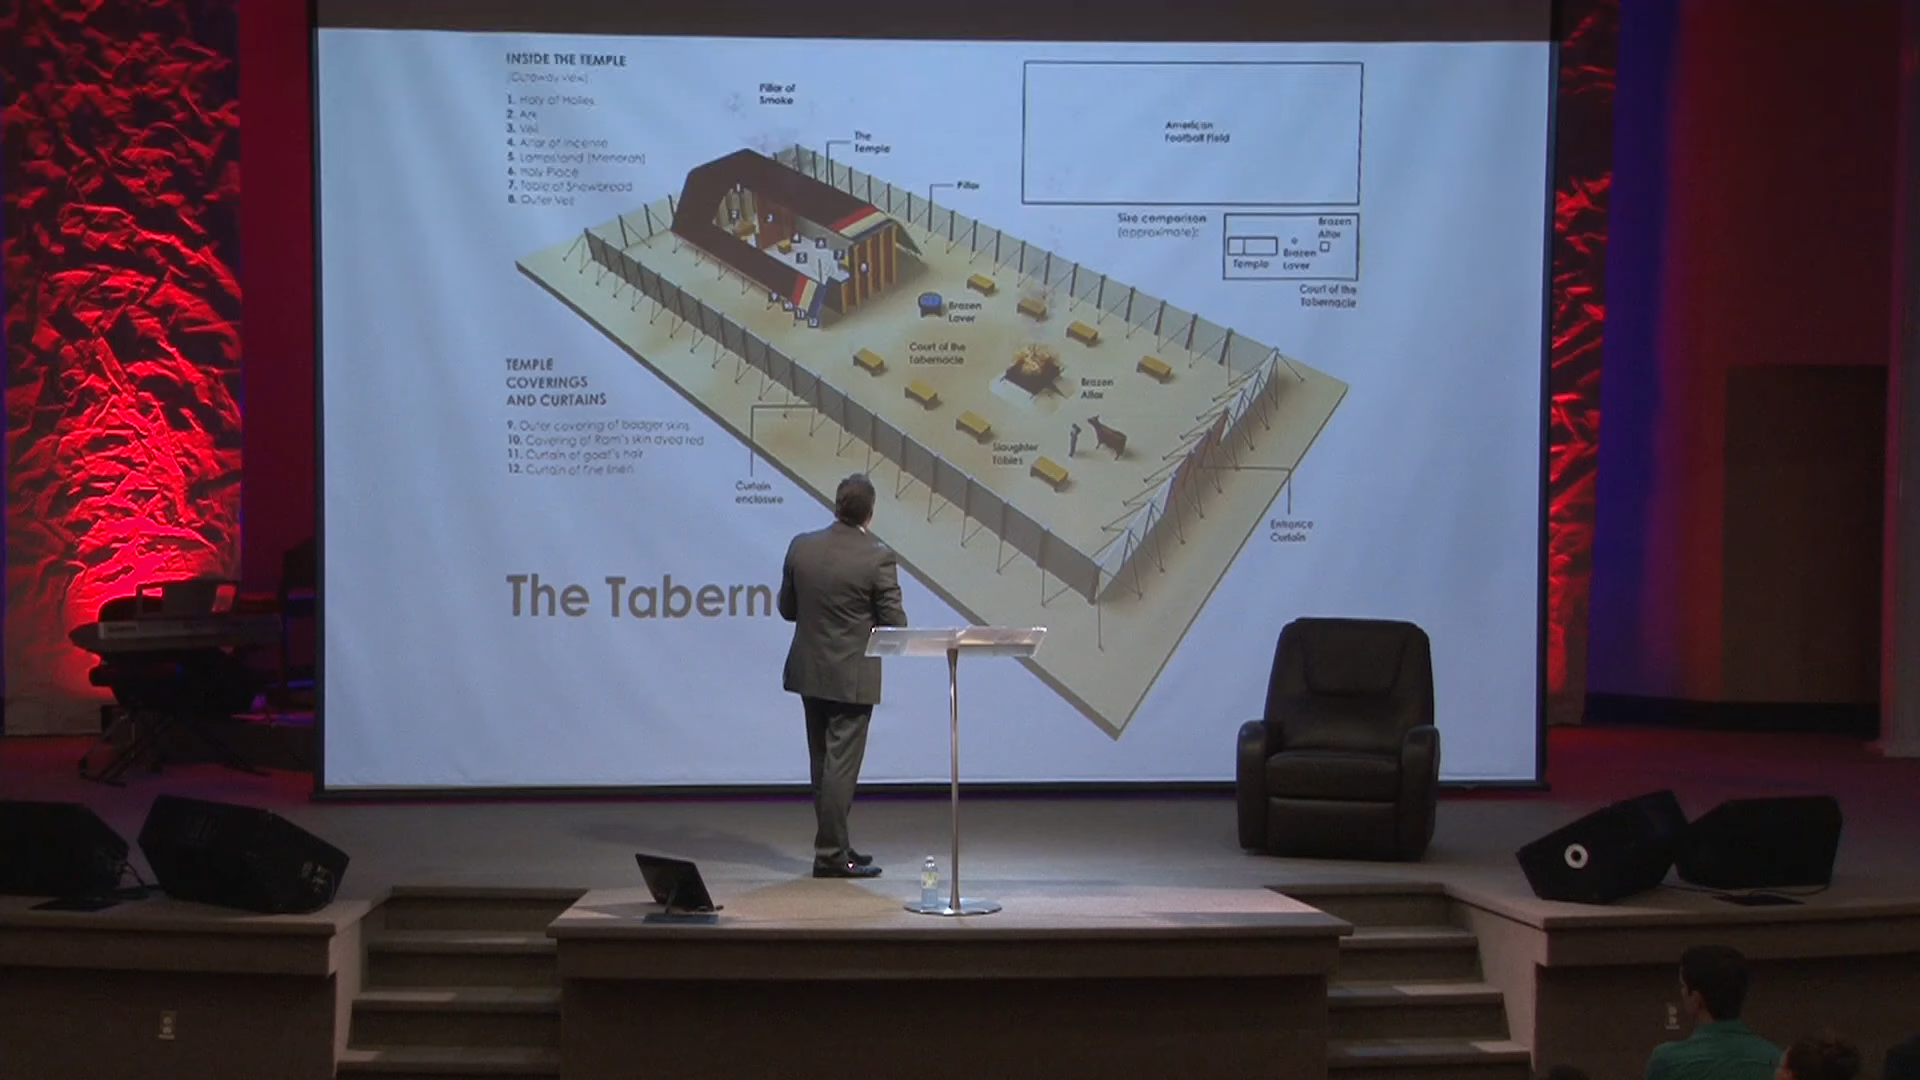 INSIDE THE TEMPLE
(Cutaway view)
1. Holy of Holies
2. Ark
3. Veil
4. Altar of Incense
5. Lampstand (Menorah)
6. Holy Place
7. Table of Shewbread
8. Outer Veil
Pillar of
Smoke
The
Temple
Pillar
American
Football Field
Size comparison
(approximate):
Brazen
Altar
Brazen
Laver
Temple
Court of the
Tabernacle
Brazen
Laver
Court of the
Tabernacle
Brazen
Altar
Slaughter
Tables
TEMPLE
COVERINGS
AND CURTAINS
9. Outer covering of badger skins
10. Covering of Ram's skin dyed red
11. Curtain of goat's hair
12. Curtain of fine linen
Curtain
enclosure
Entrance
Curtain
The Tabern